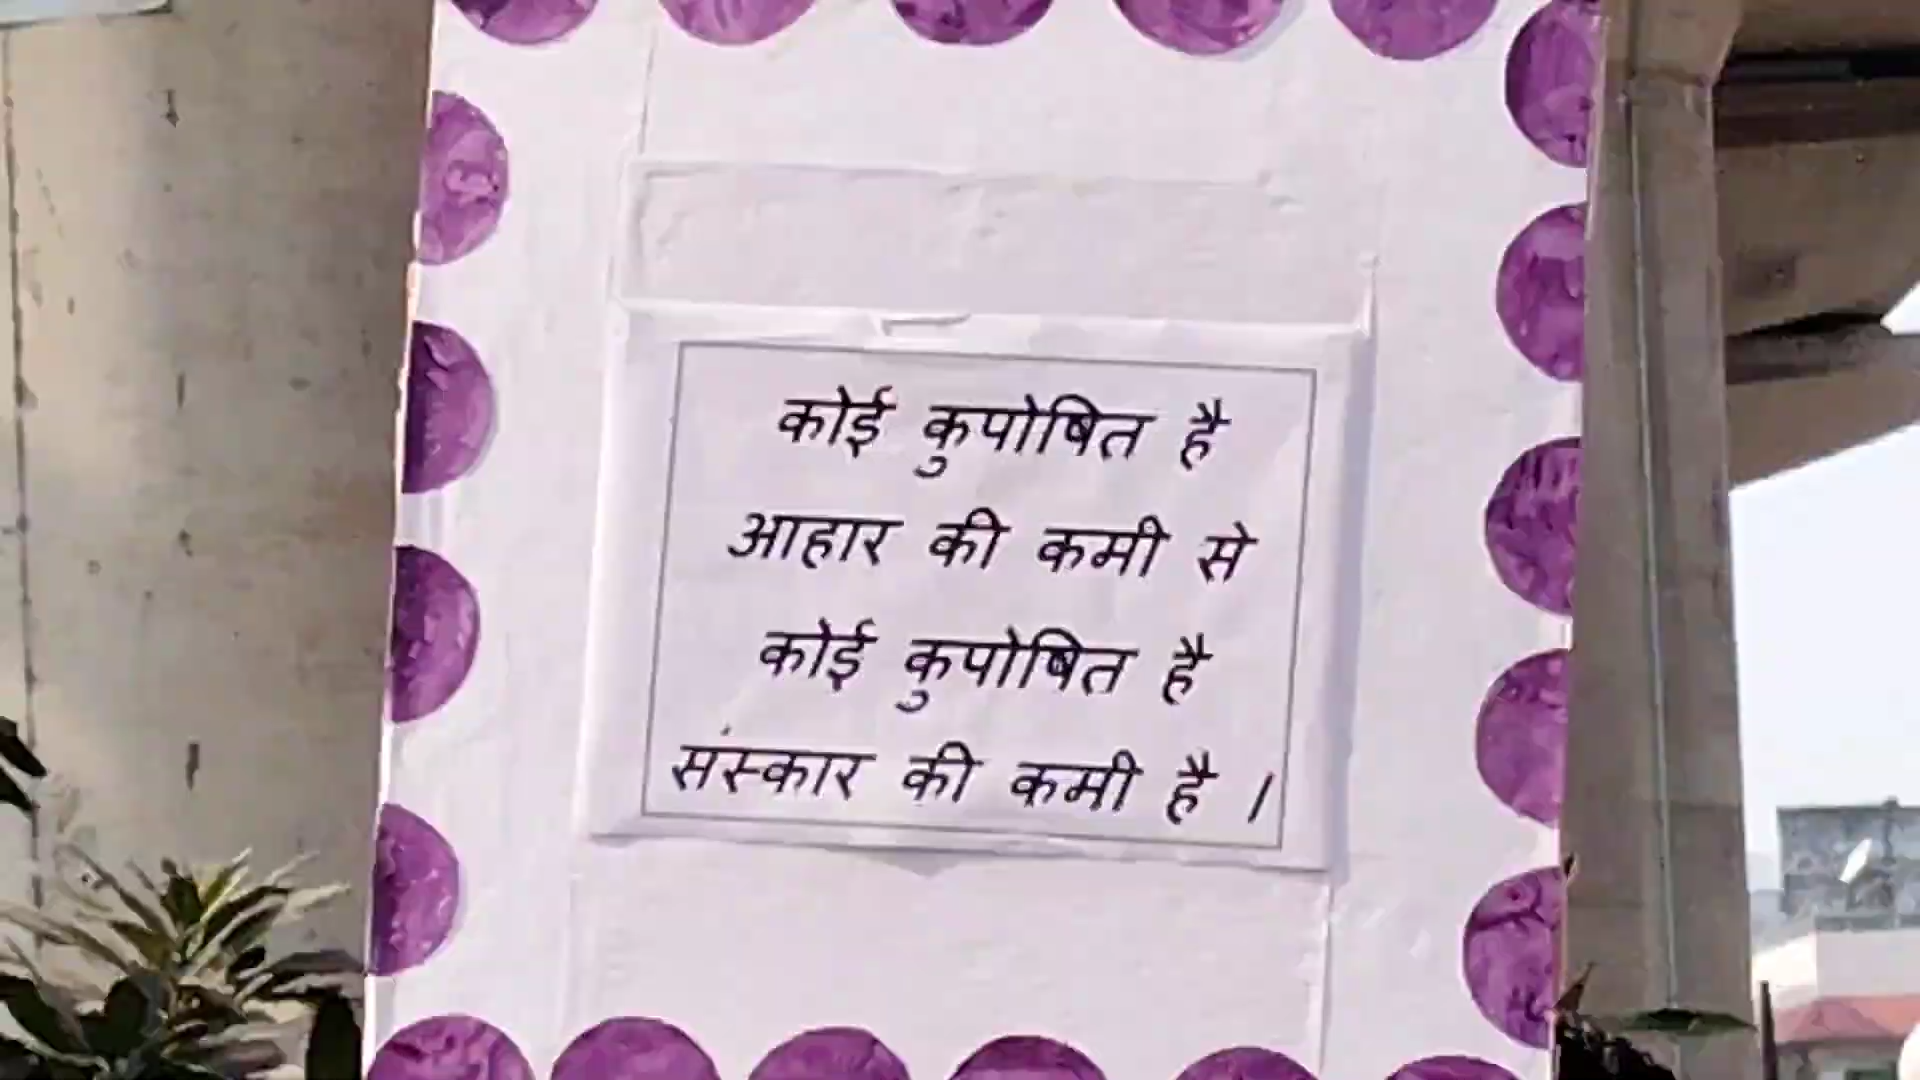 कोई कुपोषित है
आहार की कमी से
कोई कुपोषित है
संस्कार की कमी है ।